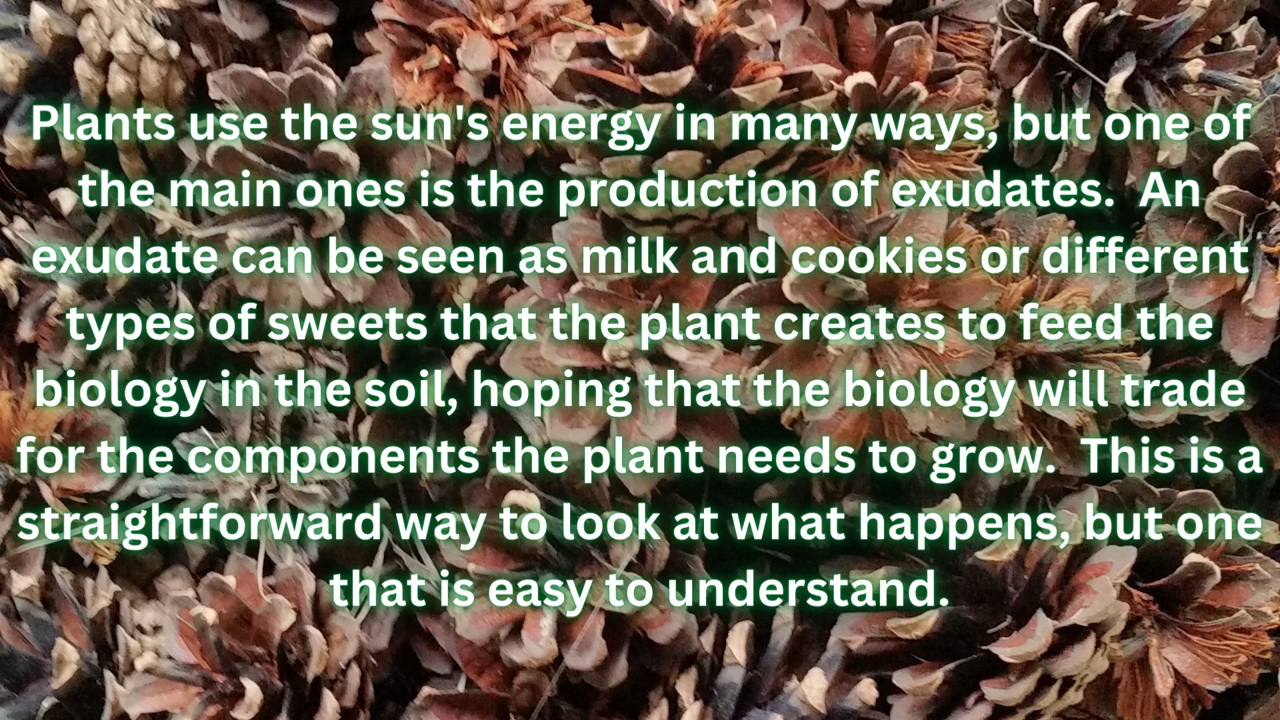 Plants use the sun's energy in many ways, but one of
the main ones is the production of exudates.  An
exudate can be seen as milk and cookies or different
types of sweets that the plant creates to feed the
biology in the soil, hoping that the biology will trade
for the components the plant needs to grow.  This is a
straightforward way to look at what happens, but one
that is easy to understand.